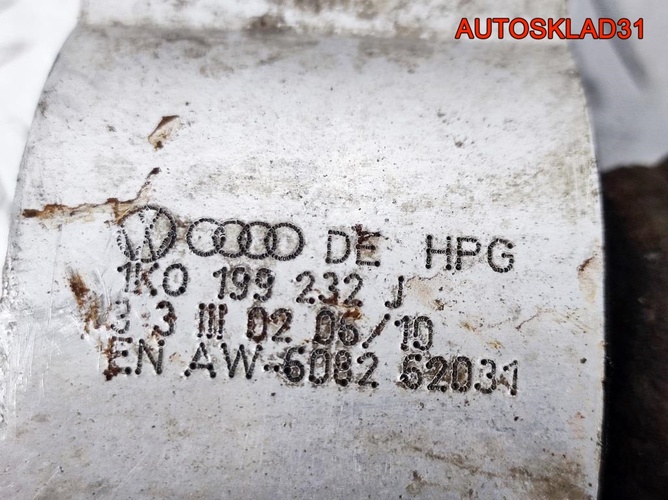 AUTOSKLAD31
DE HPG
1K0 199 232 J
3 3 III 02 06/10
EN AW-6082 62031